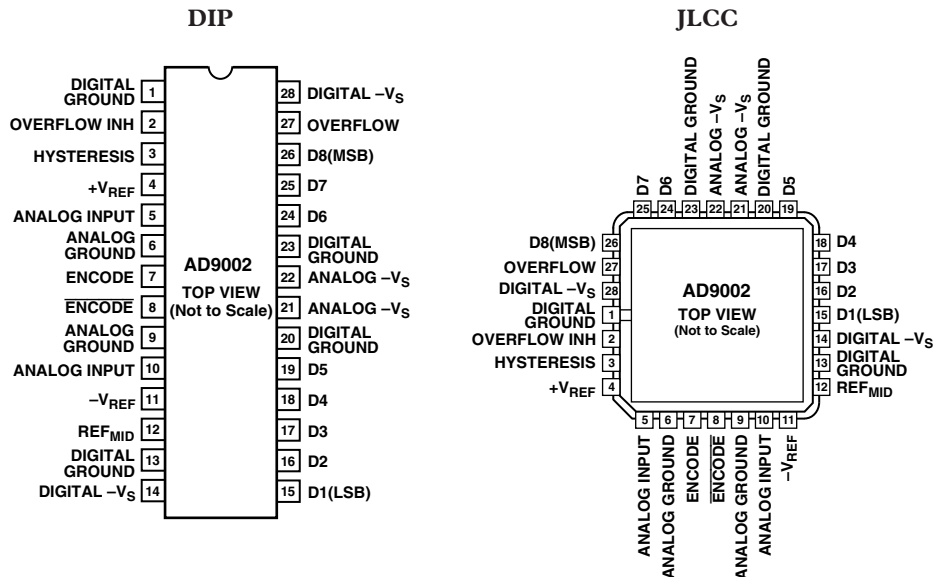 DIP
DIGITAL
GROUND 1
OVERFLOW INH 2
HYSTERESIS 3
+VREF 4
ANALOG INPUT 5
ANALOG
GROUND 6
ENCODE 7
ENCODE 8
ANALOG
GROUND 9
ANALOG INPUT 10
–VREF 11
REFMID 12
DIGITAL
GROUND 13
DIGITAL –VS 14
AD9002
TOP VIEW
(Not to Scale)
28 DIGITAL –VS
27 OVERFLOW
26 D8(MSB)
25 D7
24 D6
23 DIGITAL
GROUND
22 ANALOG –VS
21 ANALOG –VS
20 DIGITAL
GROUND
19 D5
18 D4
17 D3
16 D2
15 D1(LSB)
JLCC
D7 25
D6 24
DIGITAL GROUND 23
ANALOG –VS 22
ANALOG –VS 21
DIGITAL GROUND 20
D5 19
D8(MSB) 26
OVERFLOW 27
DIGITAL –VS 28
DIGITAL
GROUND 1
OVERFLOW INH 2
HYSTERESIS 3
+VREF 4
AD9002
TOP VIEW
(Not to Scale)
18 D4
17 D3
16 D2
15 D1(LSB)
14 DIGITAL –VS
13 DIGITAL
GROUND
12 REFMID
5 ANALOG INPUT
6 ANALOG GROUND
7 ENCODE
8 ENCODE
9 ANALOG GROUND
10 ANALOG INPUT
11 –VREF